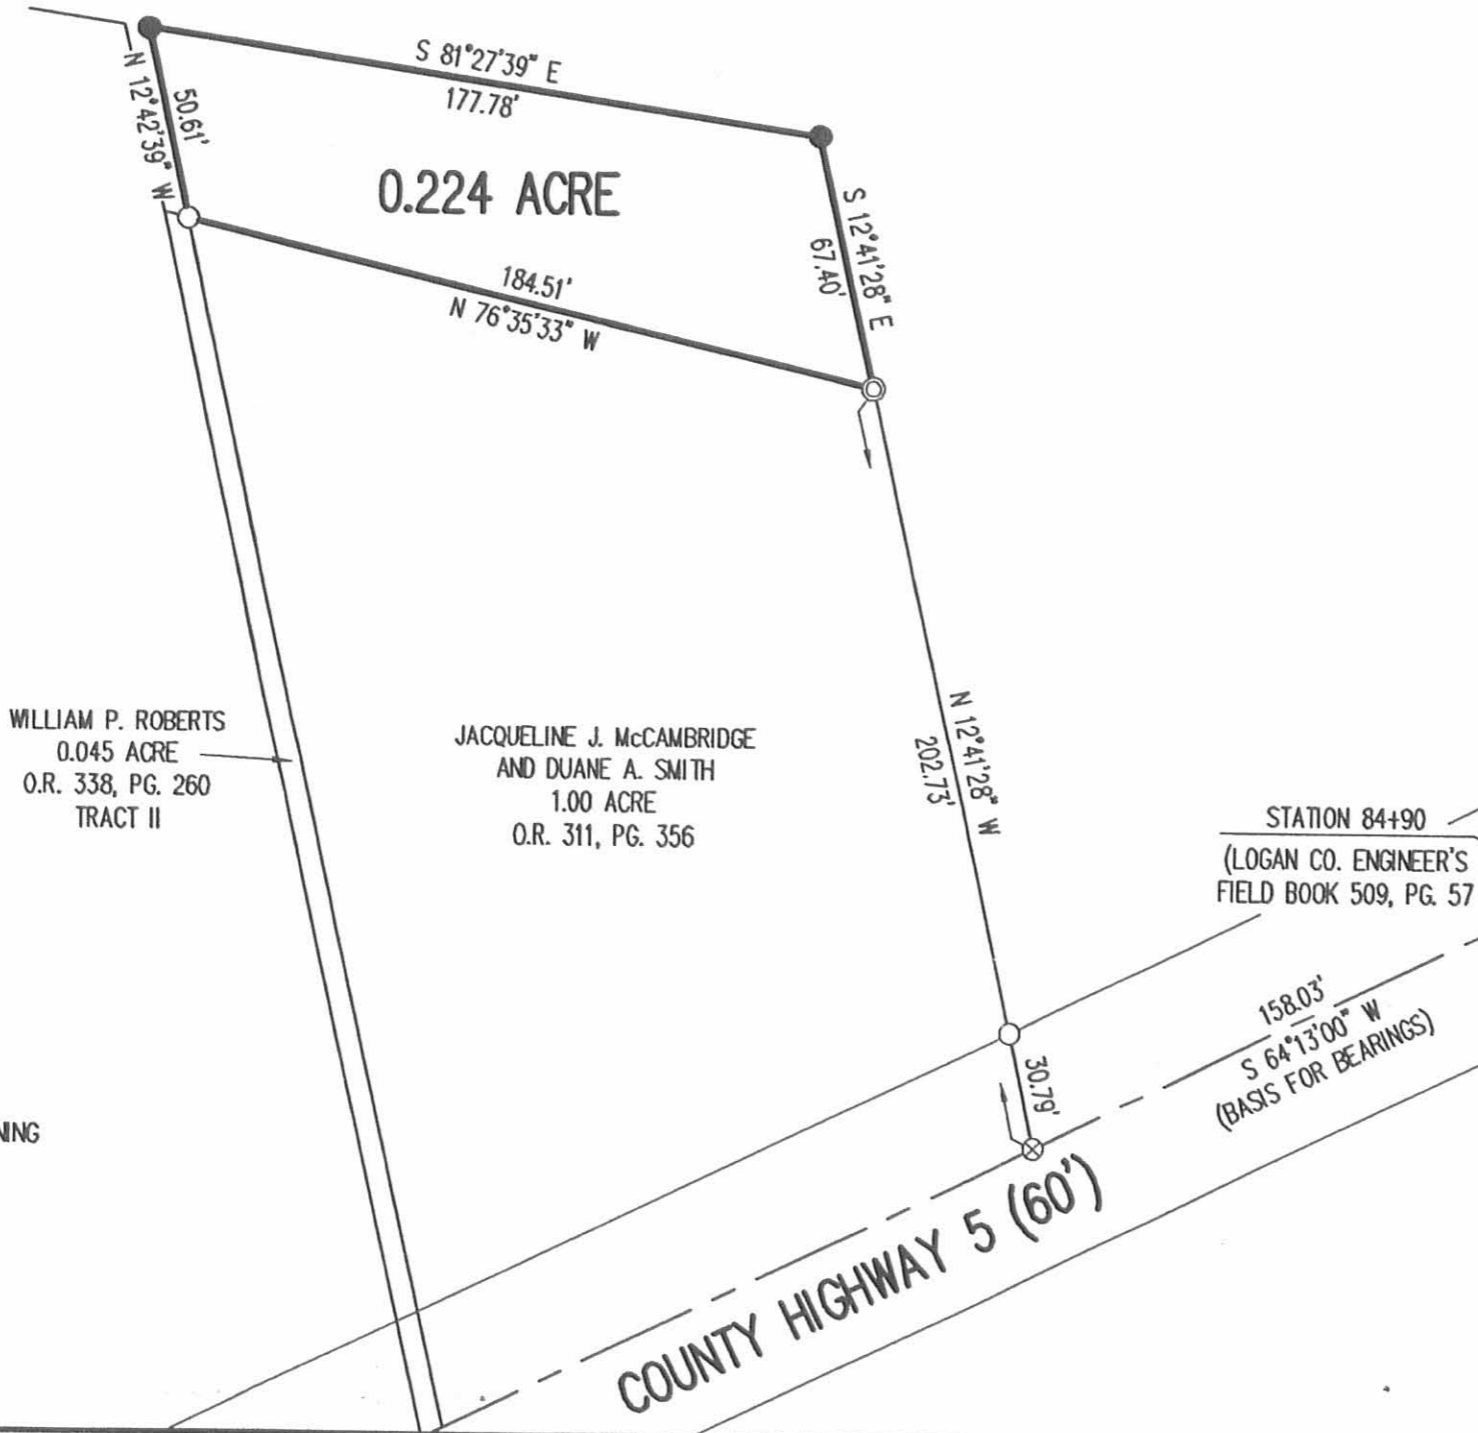 S 81°27'39" E
177.78'
N 12°42'39" W
50.61'
0.224 ACRE
S 12°41'28" E
67.40'
184.51'
N 76°35'33" W
WILLIAM P. ROBERTS
0.045 ACRE
O.R. 338, PG. 260
TRACT II
JACQUELINE J. McCAMBRIDGE
AND DUANE A. SMITH
1.00 ACRE
O.R. 311, PG. 356
N 12°41'28" W
202.73'
STATION 84+90
(LOGAN CO. ENGINEER'S
FIELD BOOK 509, PG. 57
158.03'
S 64°13'00" W
(BASIS FOR BEARINGS)
30.79'
COUNTY HIGHWAY 5 (60')